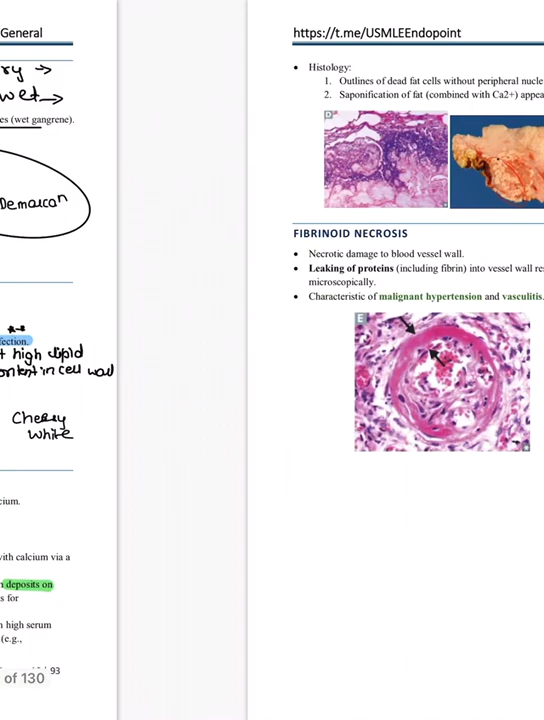 General
ry →
wet →
es (wet gangrene).
Demarcan
fection.
+ high lipid
ontent in cell wall
Cheesy
White
cium.
with calcium via a
n deposits on
s for
n high serum
(e.g.,
93
of 130
https://t.me/USMLEEndopoint
• Histology:
1. Outlines of dead fat cells without peripheral nucle
2. Saponification of fat (combined with Ca2+) appea
D
FIBRINOID NECROSIS
• Necrotic damage to blood vessel wall.
• Leaking of proteins (including fibrin) into vessel wall res
microscopically.
• Characteristic of malignant hypertension and vasculitis.
E